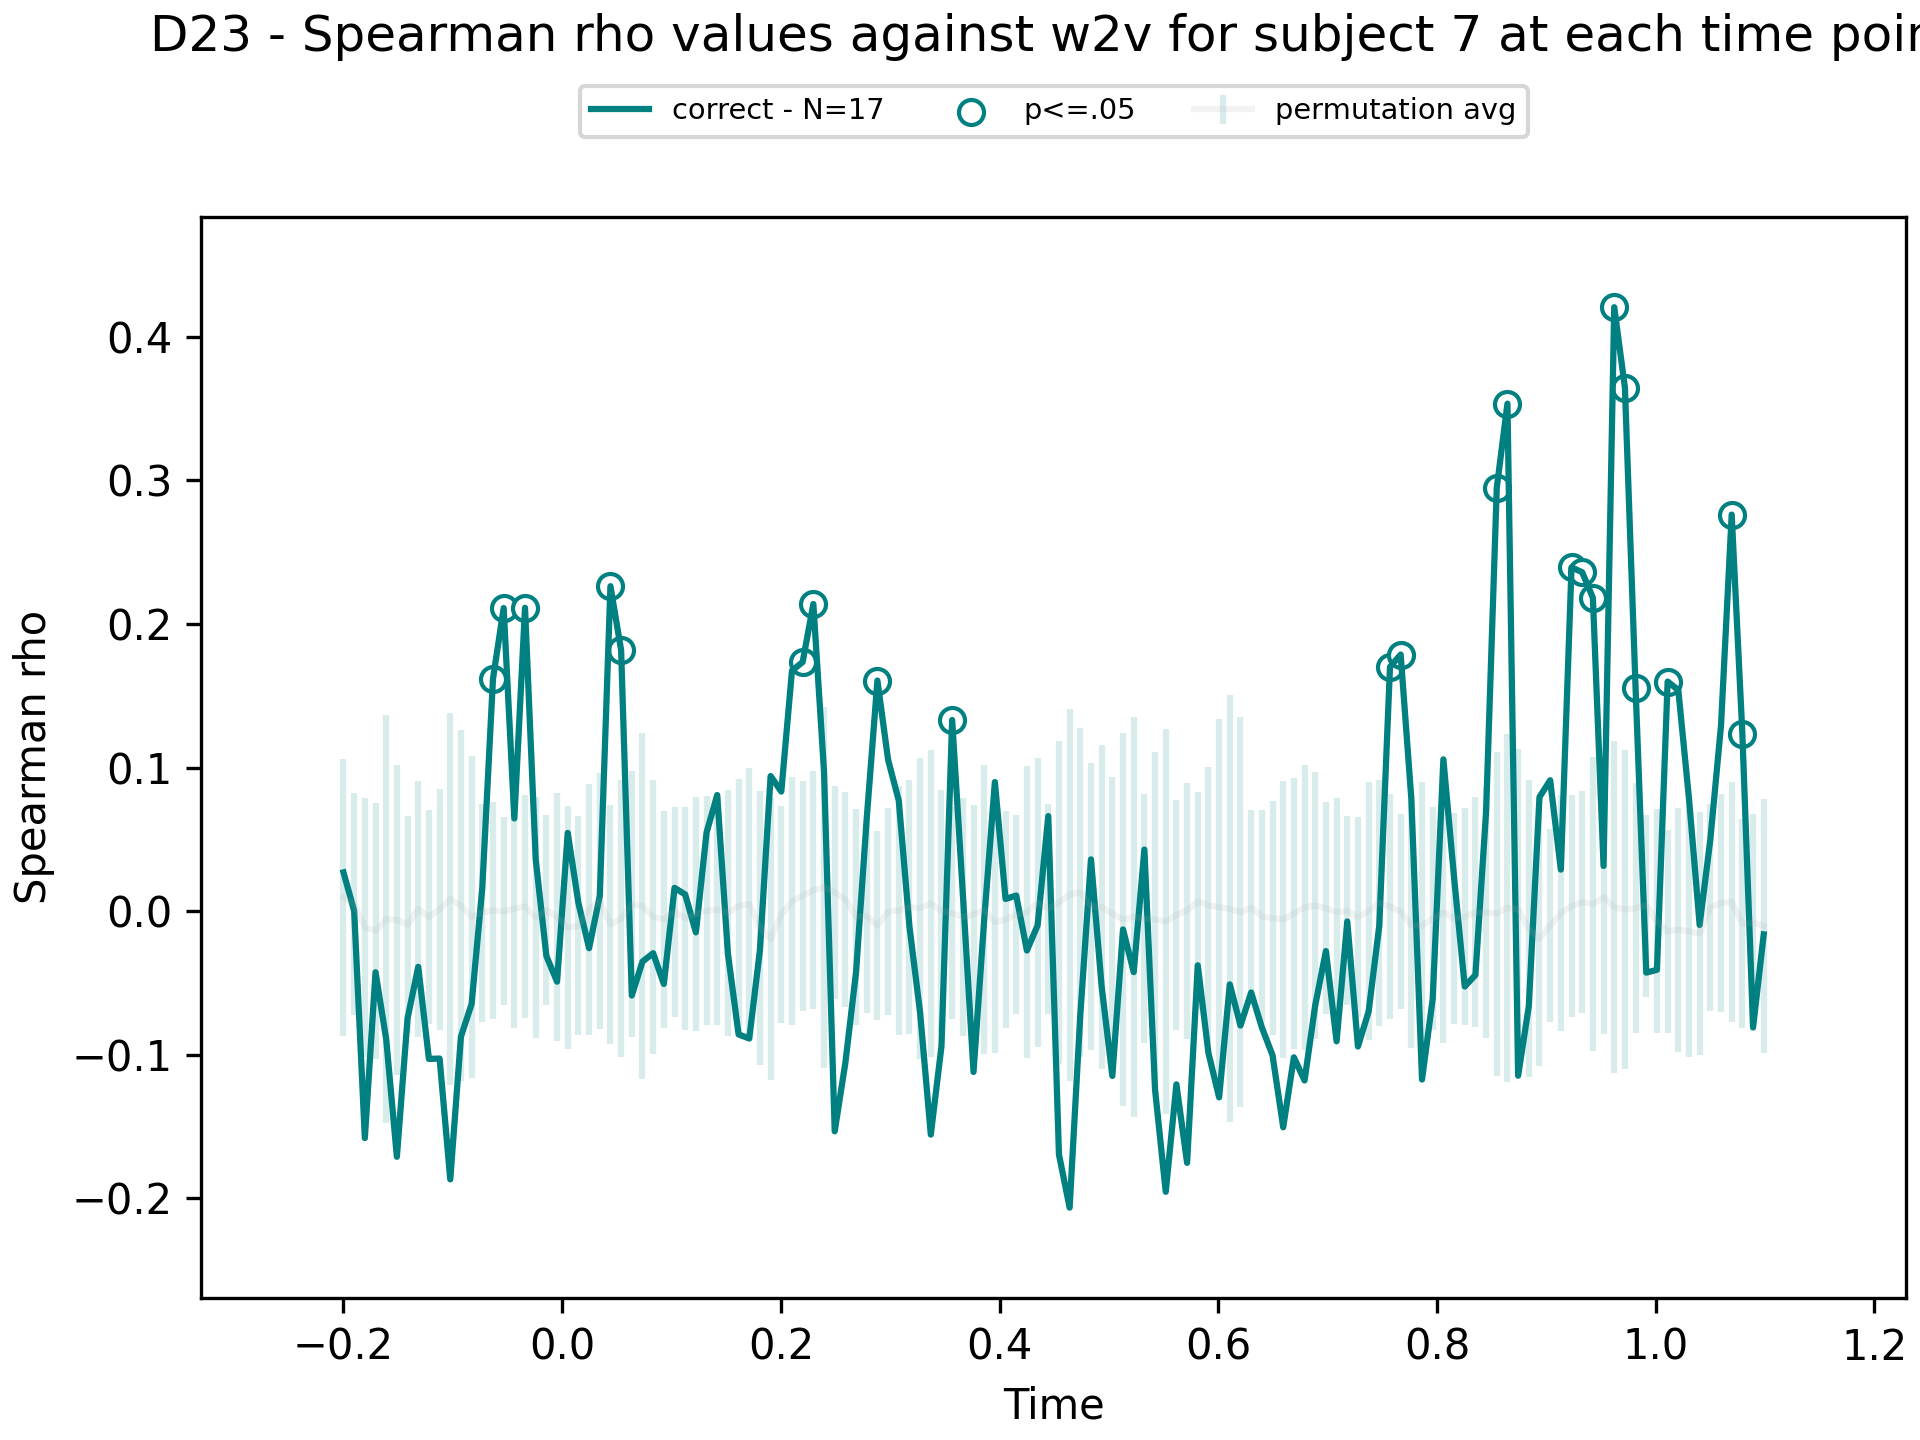 D23 - Spearman rho values against w2v for subject 7 at each time poin
correct - N=17 p<=.05 permutation avg
Spearman rho
0.4
0.3
0.2
0.1
0.0
−0.1
−0.2
−0.2 0.0 0.2 0.4 0.6 0.8 1.0 1.2
Time